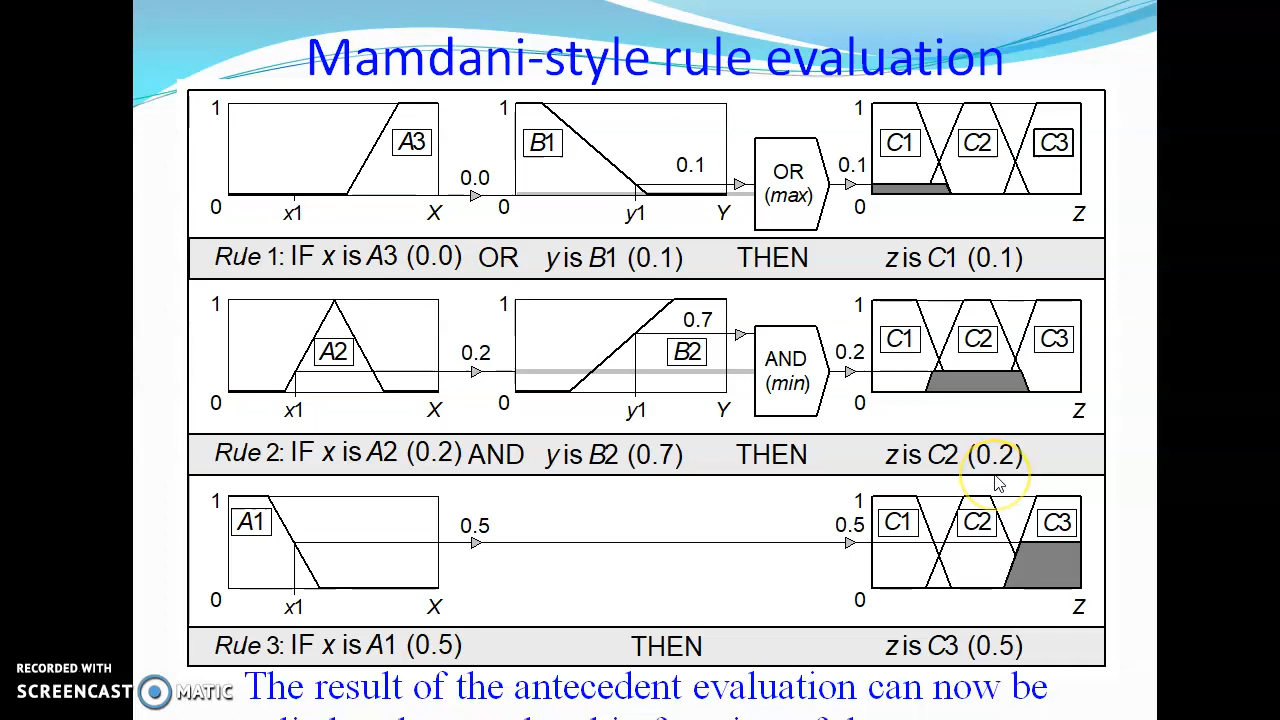 Mamdani-style rule evaluation
1 A3 1 B1 0.1 OR (max) 0.1 1 C1 C2 C3
0.0
0 x1 X 0 y1 Y 0 Z
Rule 1: IF x is A3 (0.0) OR y is B1 (0.1) THEN z is C1 (0.1)
1 A2 0.2 1 0.7 B2 AND (min) 0.2 1 C1 C2 C3
0 x1 X 0 y1 Y 0 Z
Rule 2: IF x is A2 (0.2) AND y is B2 (0.7) THEN z is C2 (0.2)
1 A1 0.5 1 0.5 C1 C2 C3
0 x1 X 0 Z
Rule 3: IF x is A1 (0.5) THEN z is C3 (0.5)
The result of the antecedent evaluation can now be
RECORDED WITH
SCREENCAST MATIC